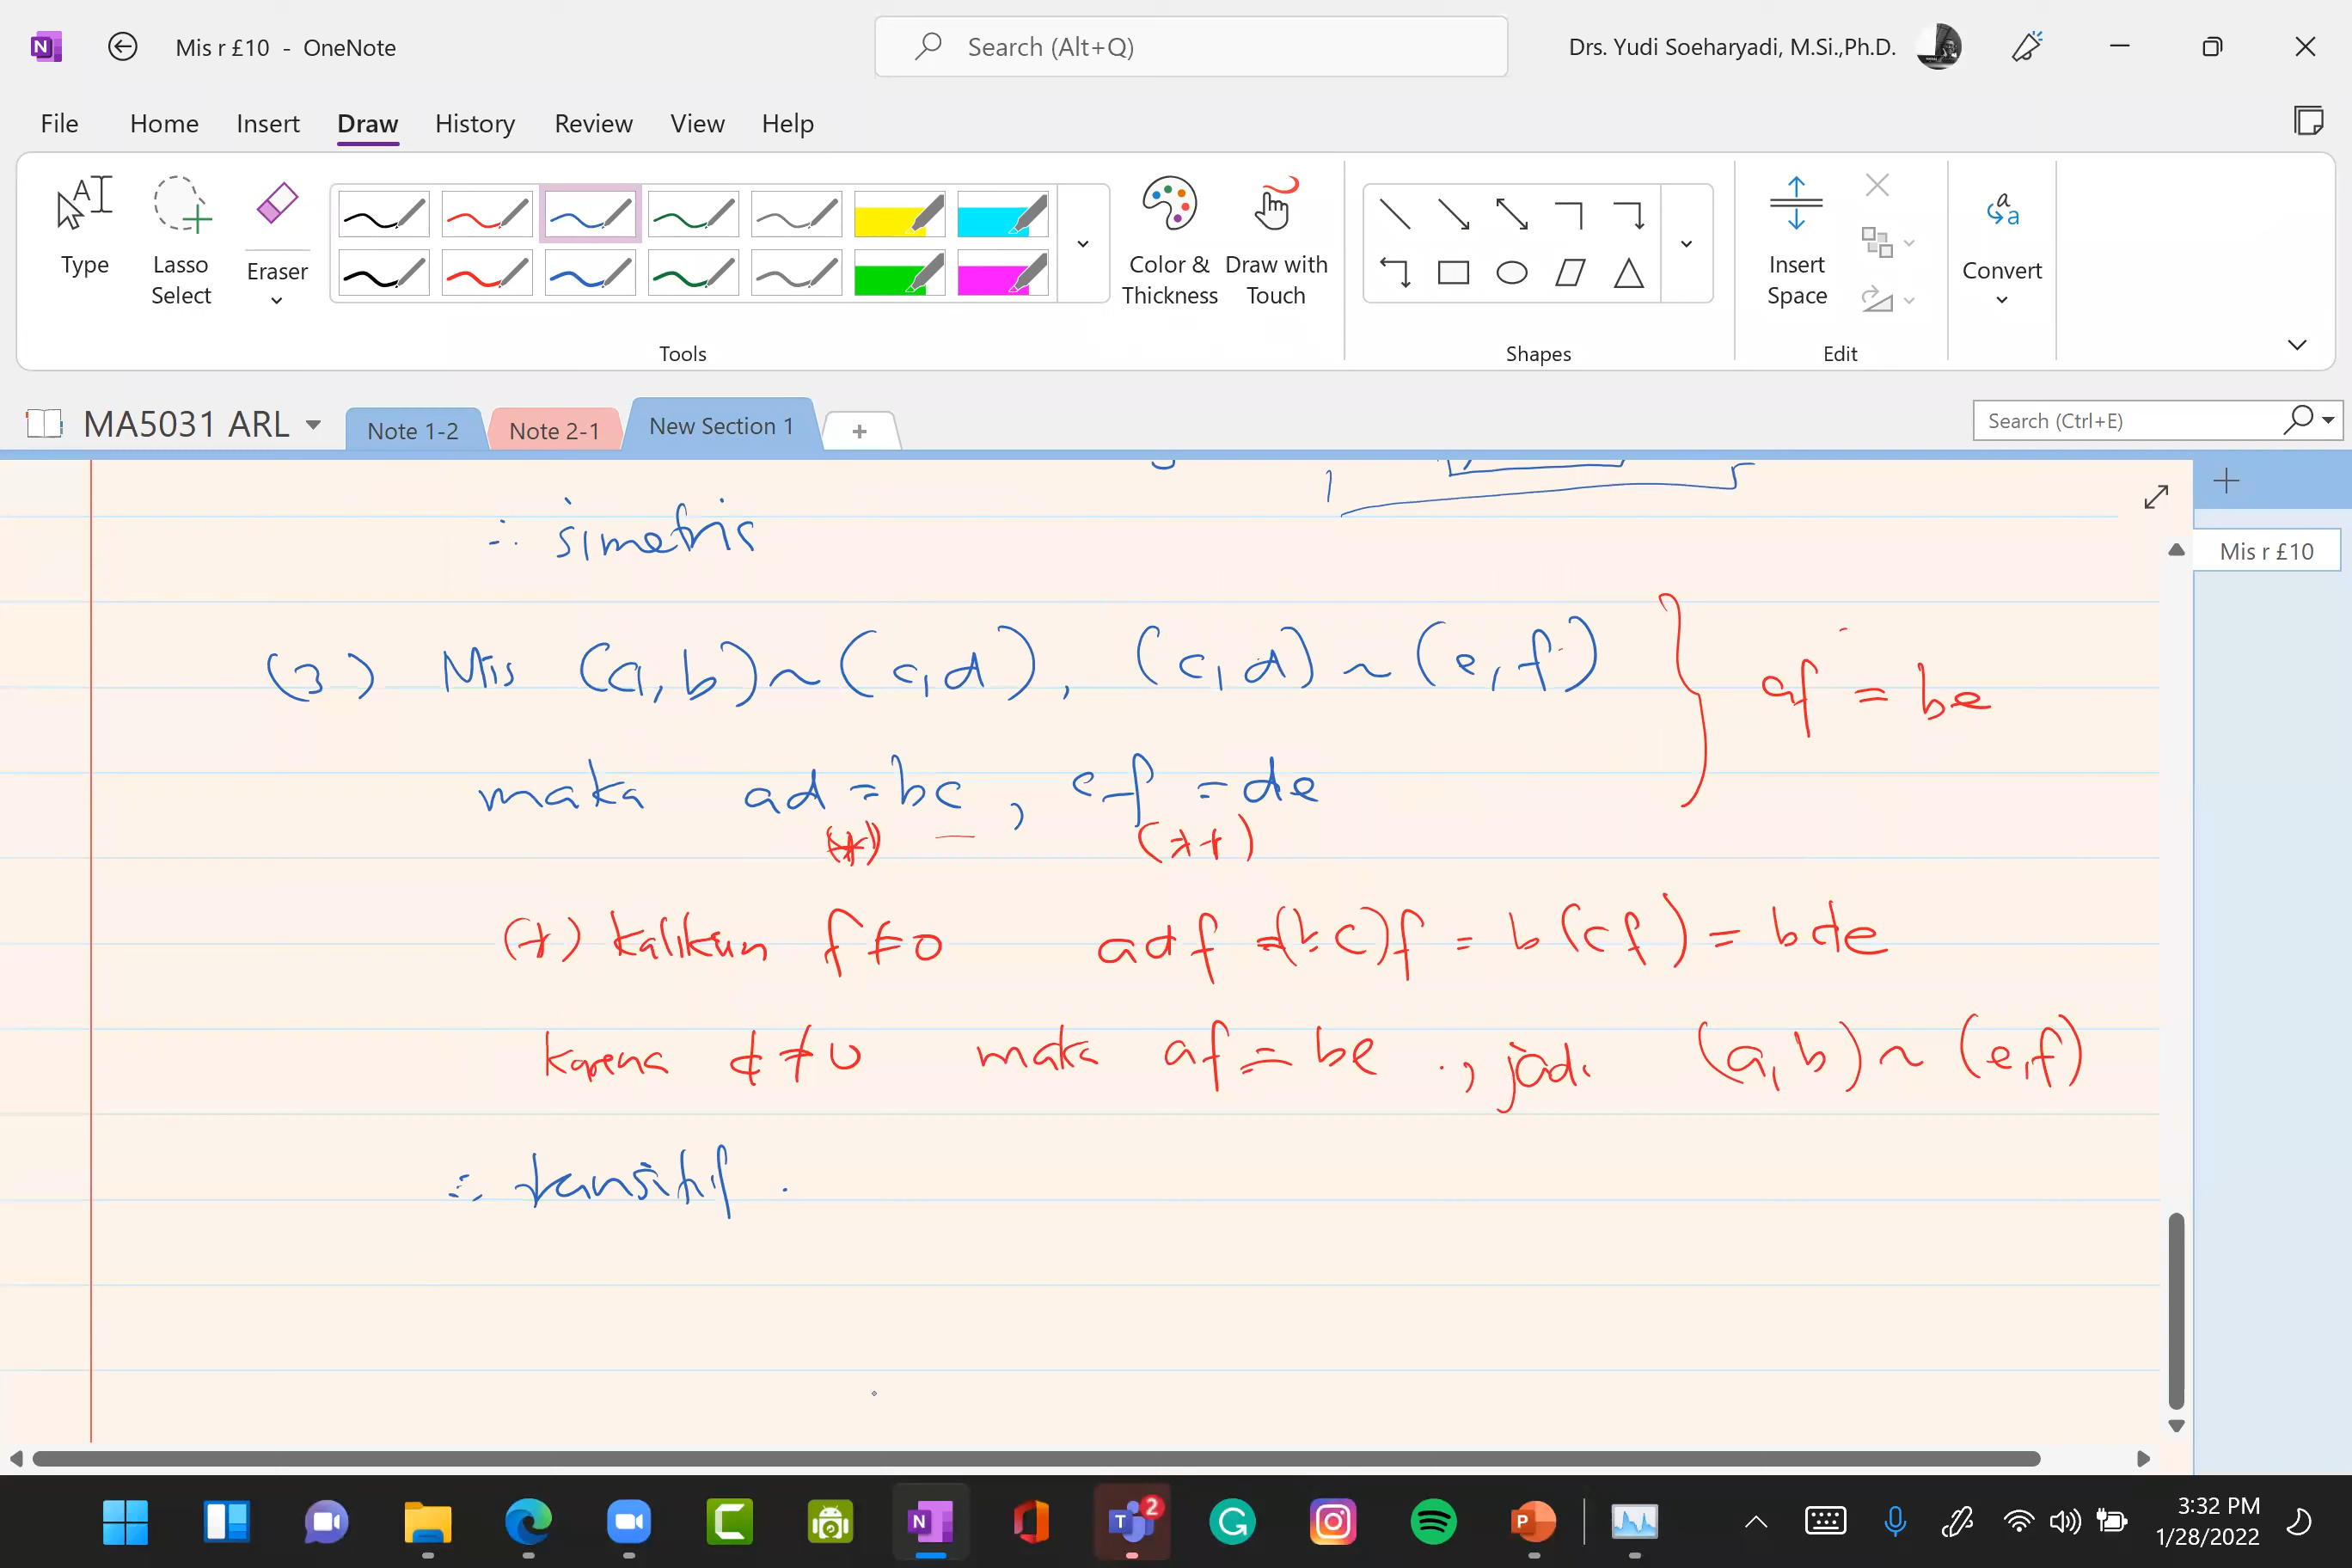 Mis r £10 - OneNote
Search (Alt+Q)
Drs. Yudi Soeharyadi, M.Si.,Ph.D.
File Home Insert Draw History Review View Help
Type
Lasso Select
Eraser
Color & Thickness
Draw with Touch
Insert Space
Convert
Tools
Shapes
Edit
MA5031 ARL
Note 1-2
Note 2-1
New Section 1
Search (Ctrl+E)
Mis r £10
∴ simetris
(3) Mis (a,b) ~ (c,d), (c,d) ~ (e,f) } af = be
maka ad = bc, cf = de
(*) (**)
(*) kalikan f ≠ 0 adf = (bc)f = b(cf) = bde
karena d ≠ 0 maka af = be ., jadi (a,b) ~ (e,f)
∴ transitif.
2
3:32 PM
1/28/2022